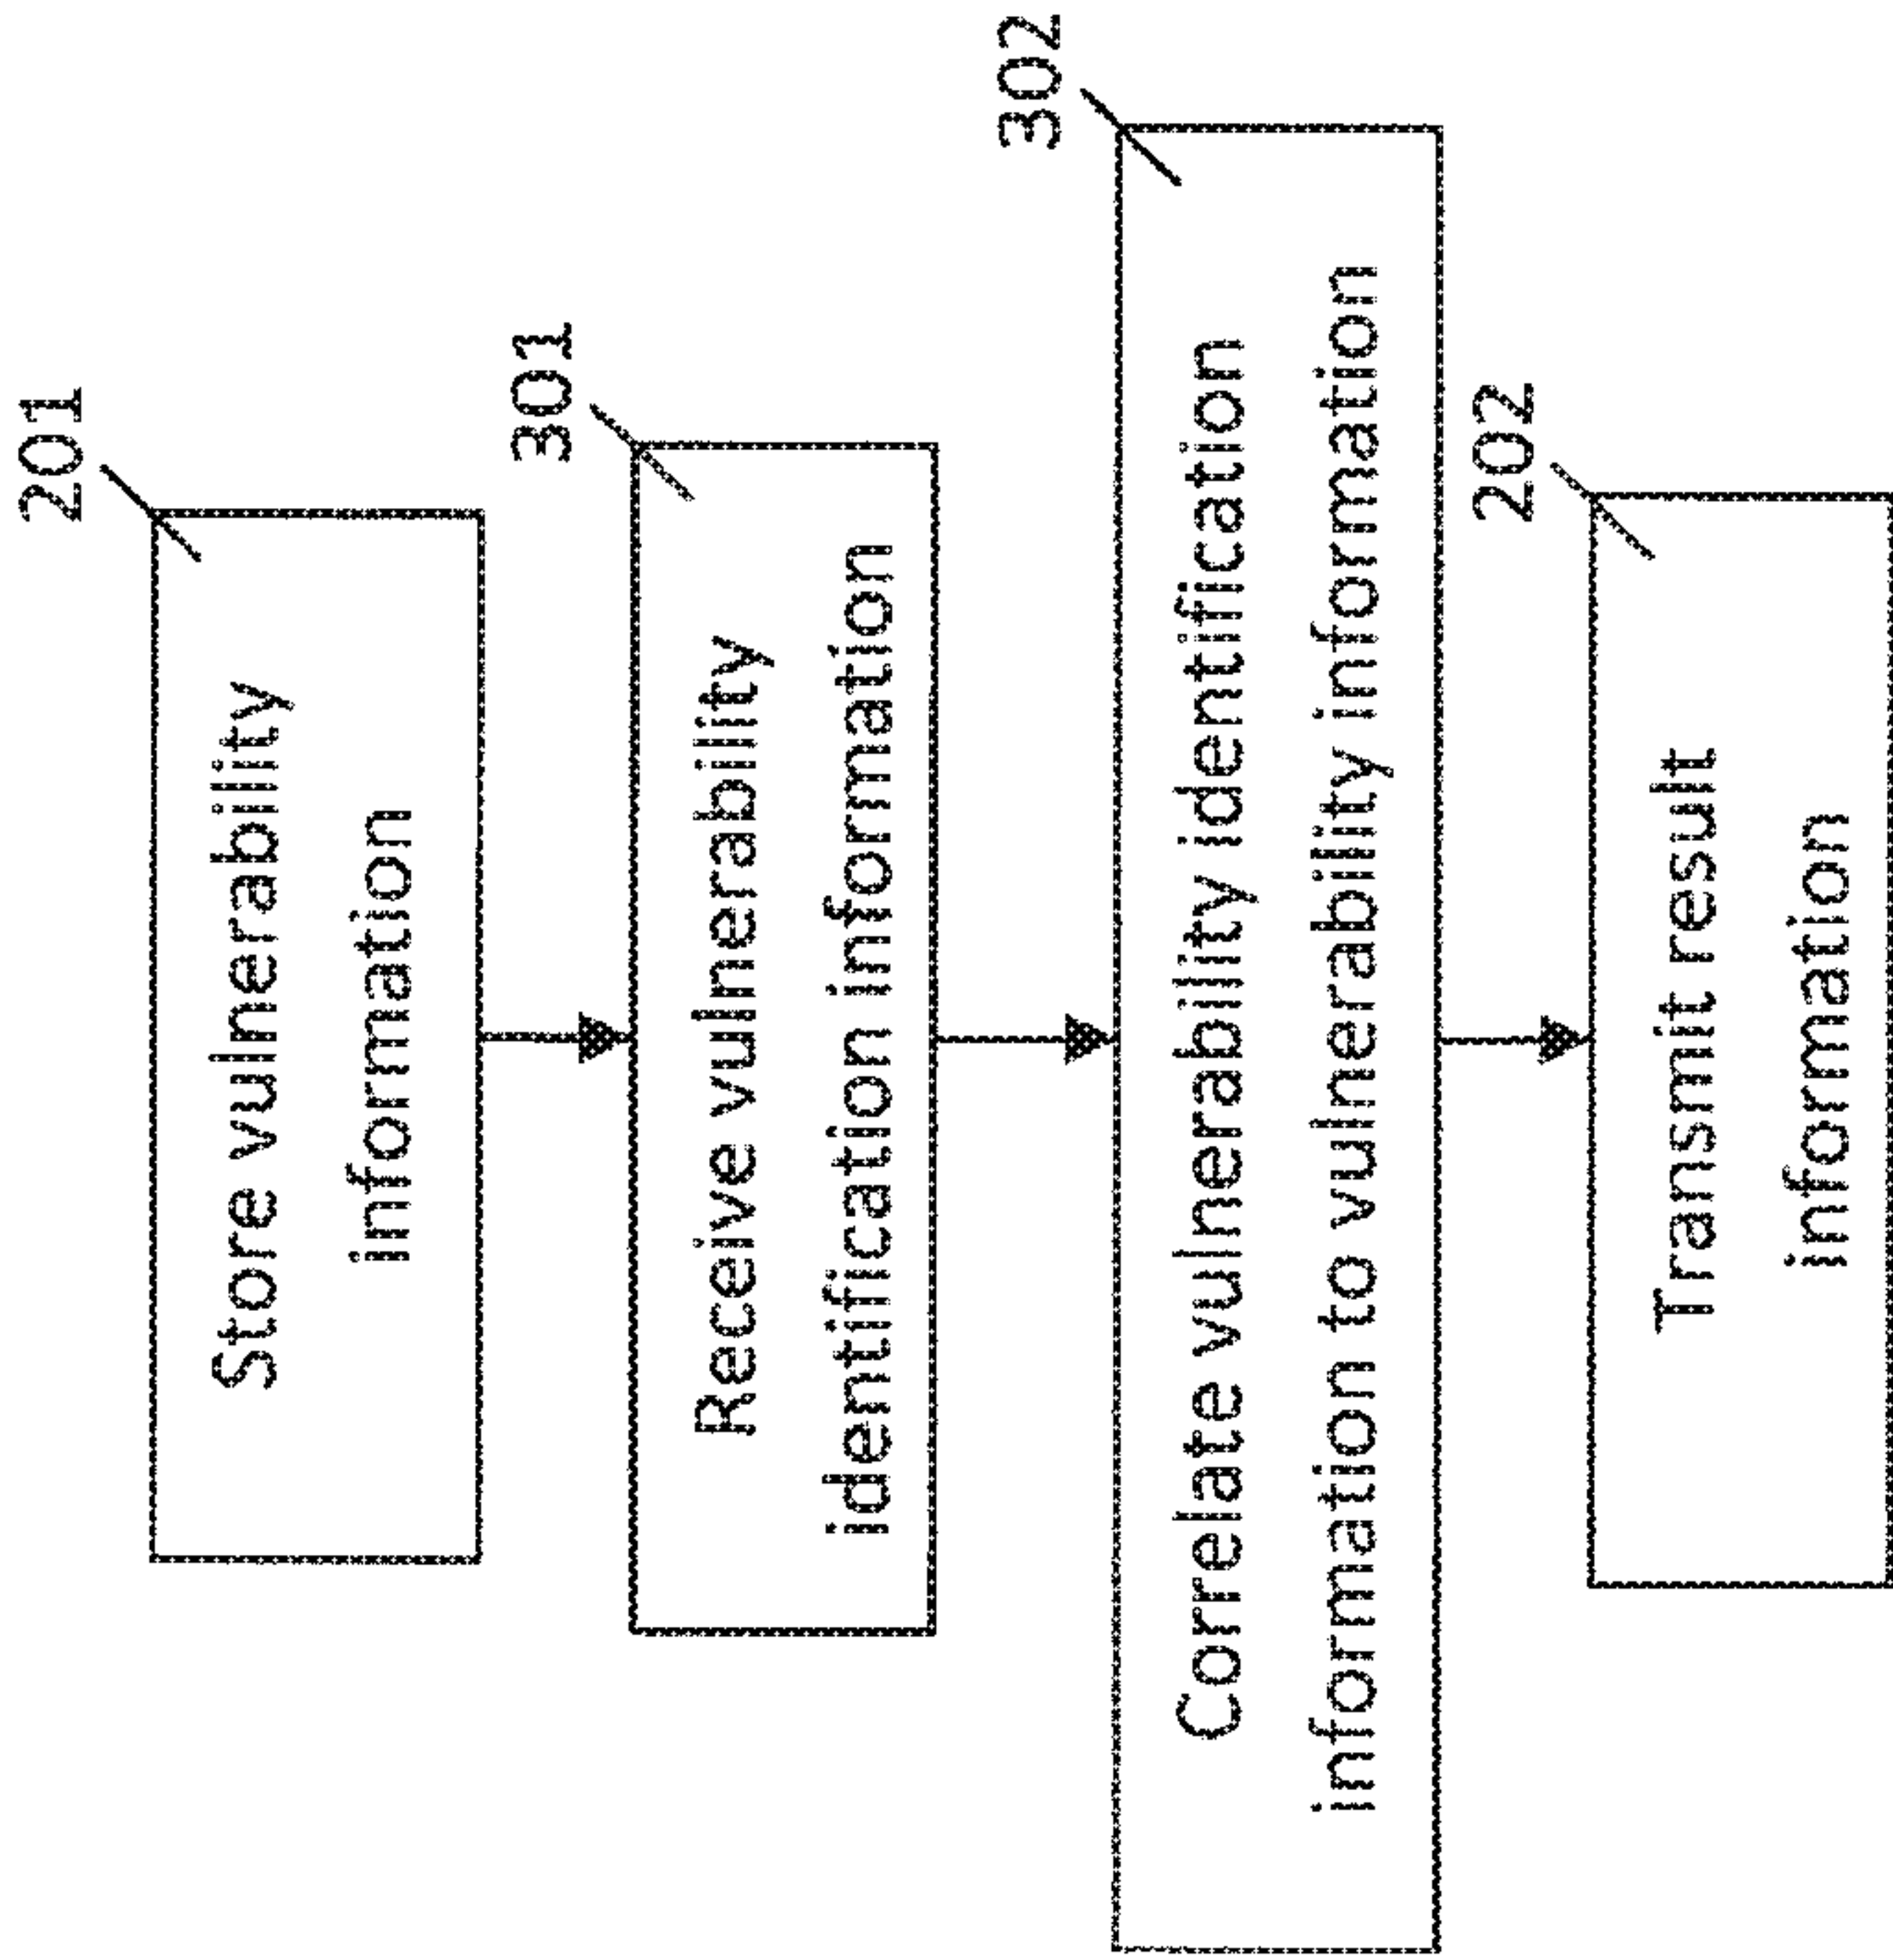 201
Store vulnerability
information
301
Receive vulnerability
identification information
302
Correlate vulnerability identification
information to vulnerability information
202
Transmit result
information